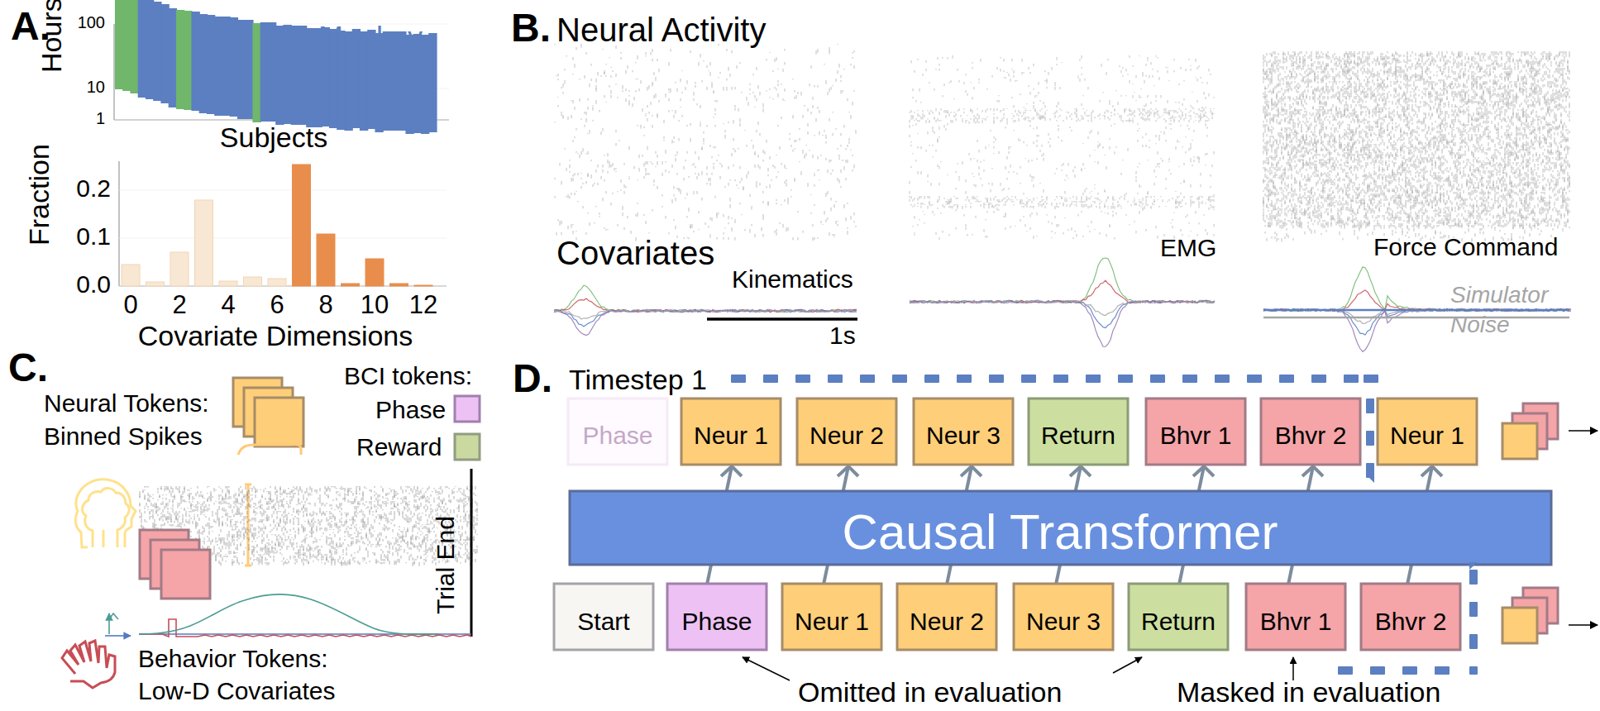 A.
Hours
100
10
1
Subjects
Fraction
0.2
0.1
0.0
0 2 4 6 8 10 12
Covariate Dimensions
B. Neural Activity
Covariates
Kinematics
1s
EMG
Force Command
Simulator
Noise
C.
Neural Tokens:
Binned Spikes
BCI tokens:
Phase
Reward
Trial End
Behavior Tokens:
Low-D Covariates
D. Timestep 1
Phase Neur 1 Neur 2 Neur 3 Return Bhvr 1 Bhvr 2 Neur 1
Causal Transformer
Start Phase Neur 1 Neur 2 Neur 3 Return Bhvr 1 Bhvr 2
Omitted in evaluation Masked in evaluation